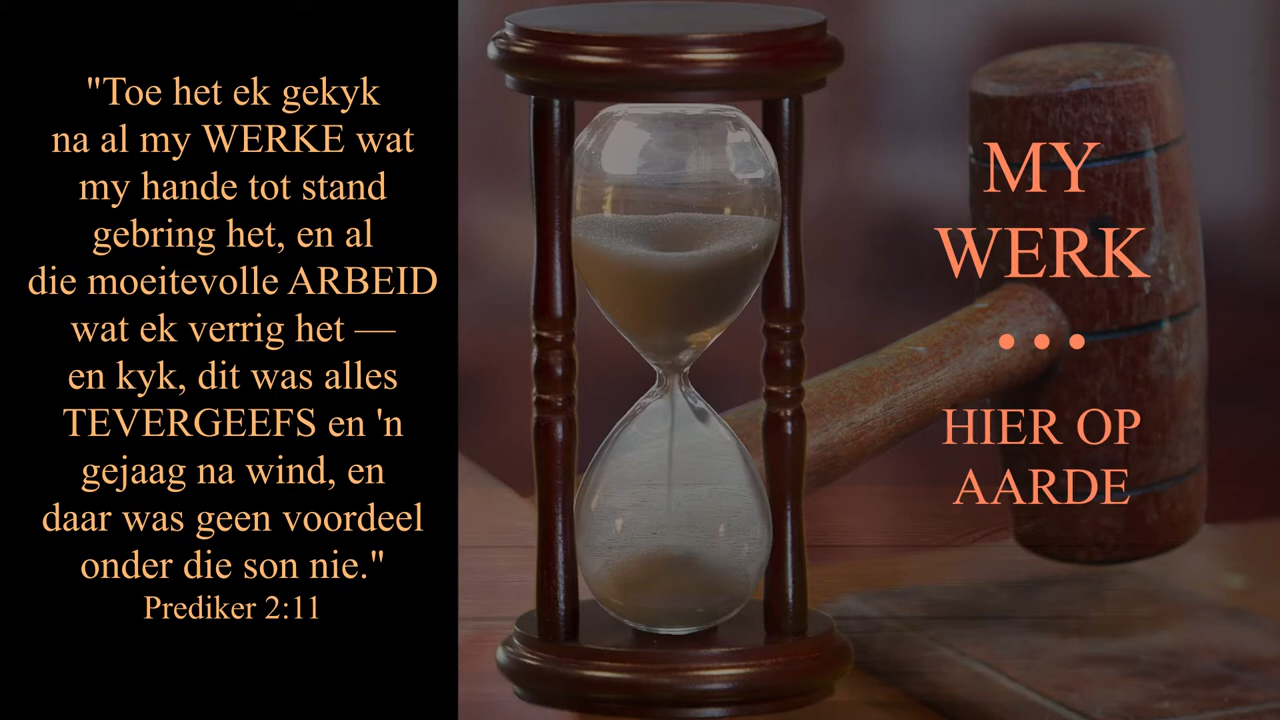 "Toe het ek gekyk
na al my WERKE wat
my hande tot stand
gebring het, en al
die moeitevolle ARBEID
wat ek verrig het —
en kyk, dit was alles
TEVERGEEFS en 'n
gejaag na wind, en
daar was geen voordeel
onder die son nie."
Prediker 2:11
MY
WERK
...
HIER OP
AARDE